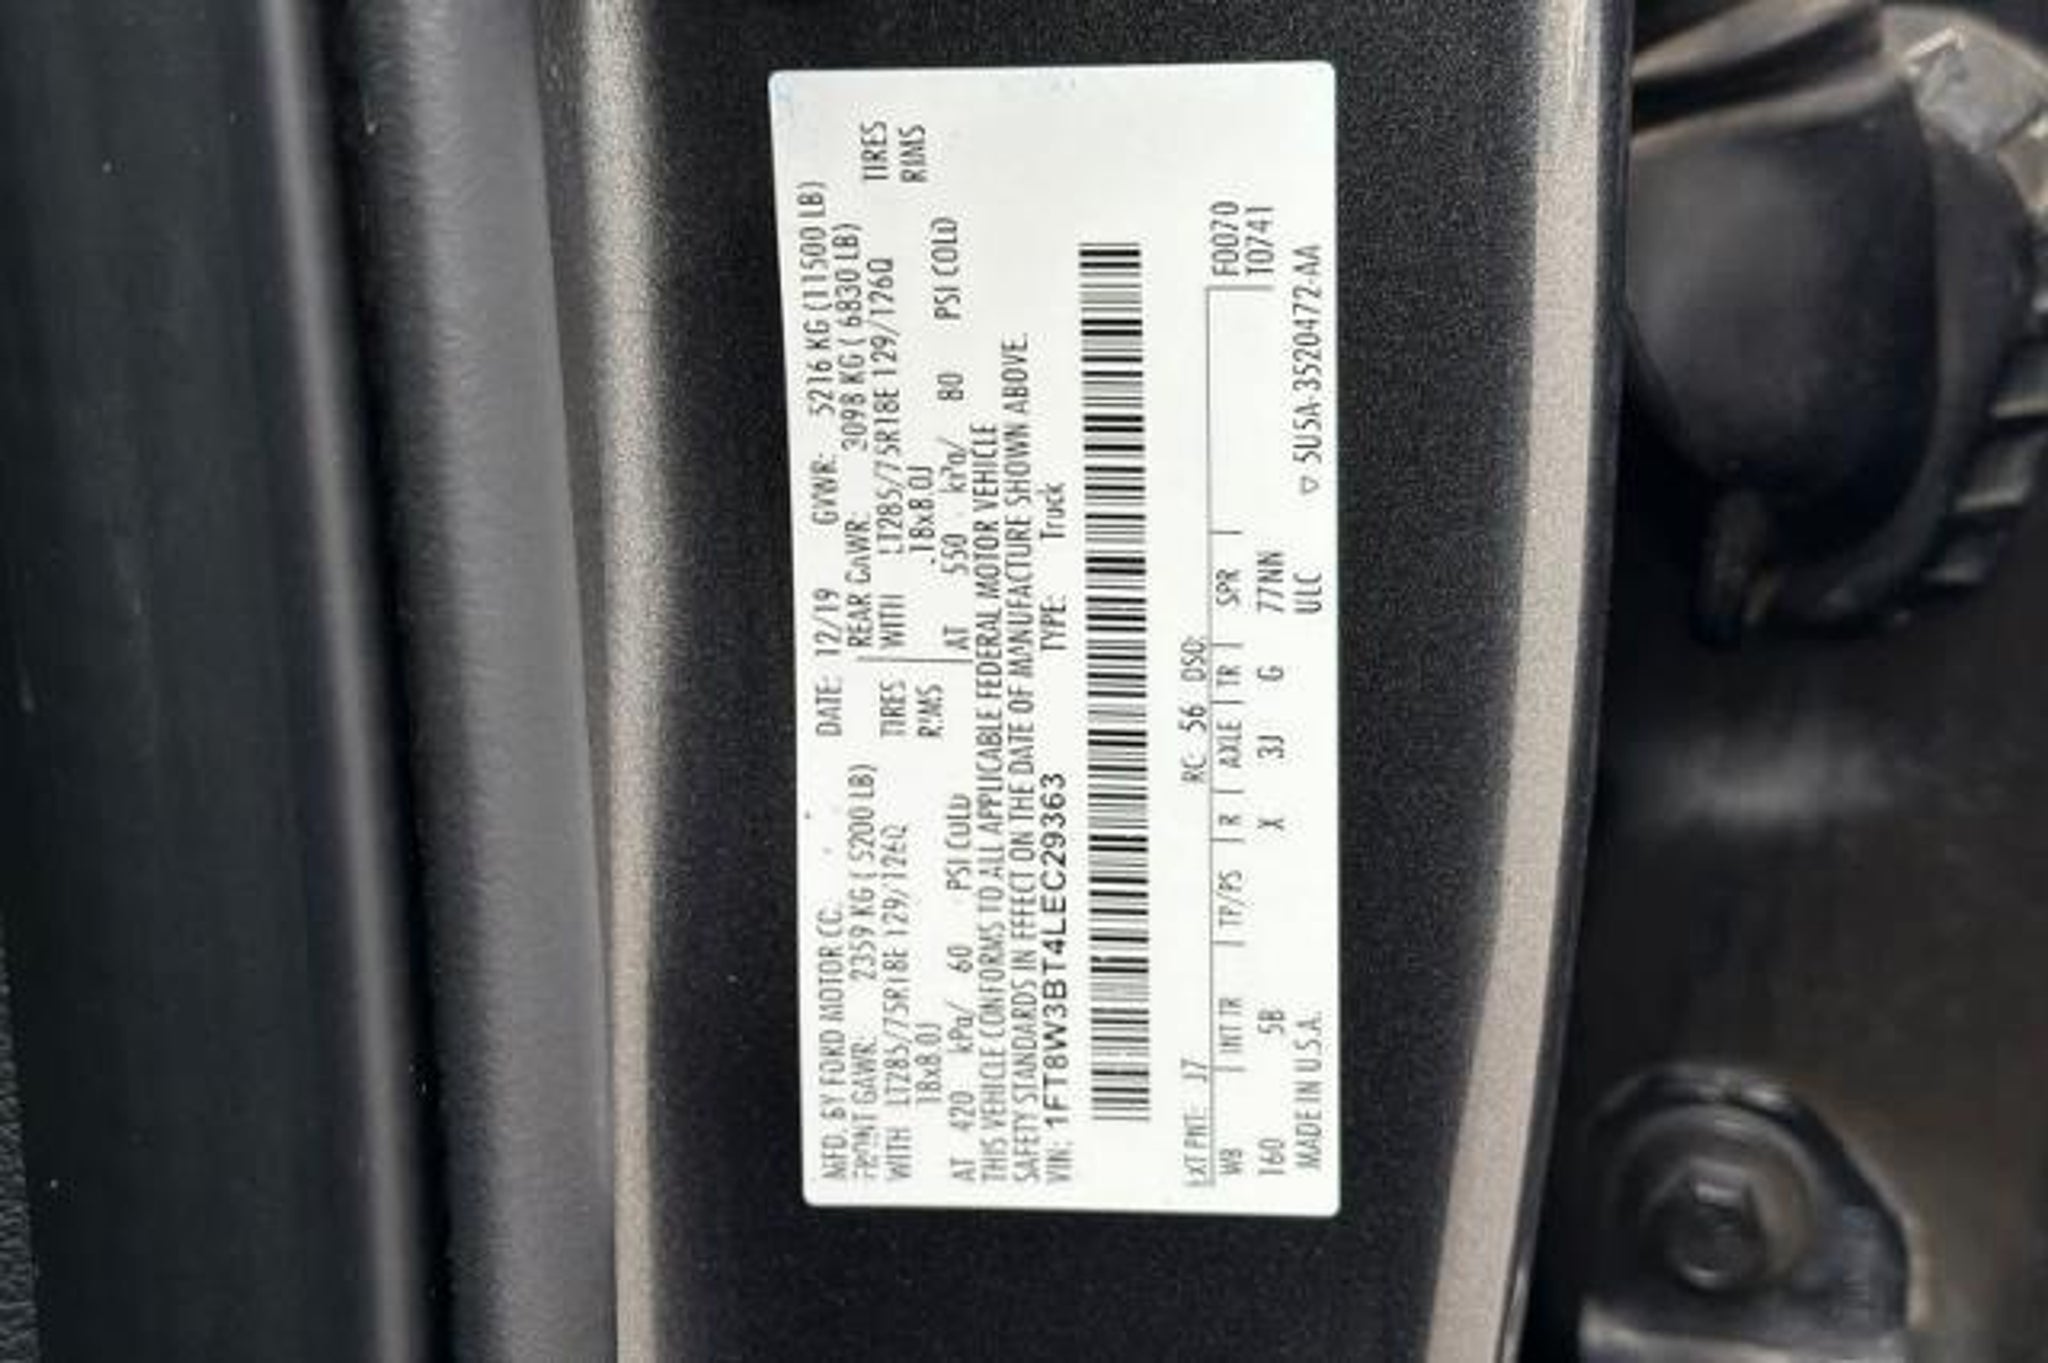 MFD. BY FORD MOTOR CO. DATE: 12/19 GVWR: 5216 KG (11500 LB)
FRONT GAWR: 2359 KG ( 5200 LB) REAR GAWR: 3098 KG ( 6830 LB)
WITH LT285/75R18E 129/126Q TIRES WITH LT285/75R18E 129/126Q TIRES
18x8.0J RIMS 18x8.0J RIMS
AT 420 kPa/ 60 PSI COLD AT 550 kPa/ 80 PSI COLD
THIS VEHICLE CONFORMS TO ALL APPLICABLE FEDERAL MOTOR VEHICLE
SAFETY STANDARDS IN EFFECT ON THE DATE OF MANUFACTURE SHOWN ABOVE.
VIN: 1FT8W3BT4LEC29363 TYPE: Truck
EXT PNT: J7 RC: 56 DSO:
WB | INT TR | TP/PS | R | AXLE | TR | SPR | F0070
160 5B X 3J G 77NN T0741
MADE IN U.S.A. ULC ▽ 5U5A-3520472-AA